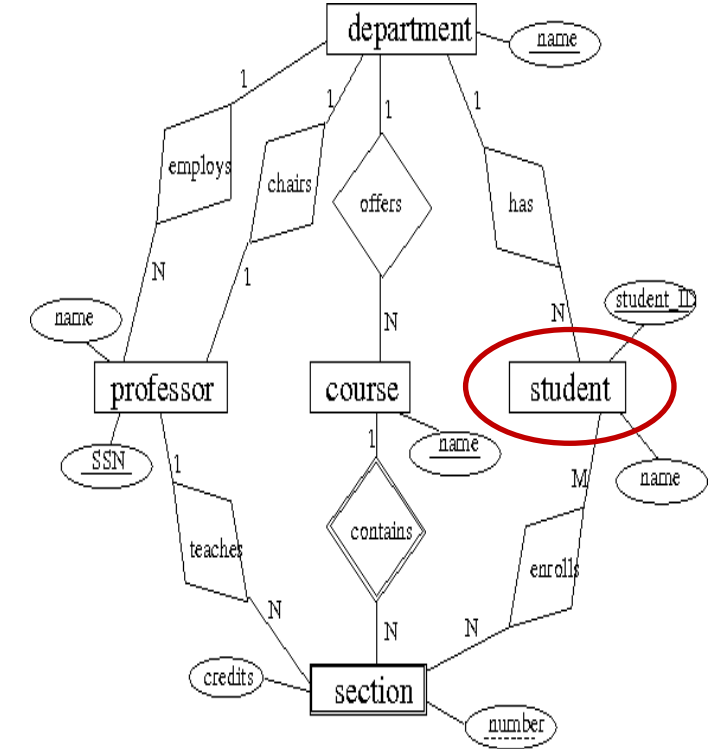 department
name
1
1
1
1
employs
chairs
offers
has
N
1
N
N
student_ID
name
professor
course
student
SSN
1
1
name
M
name
teaches
contains
enrolls
N
N
N
credits
section
number